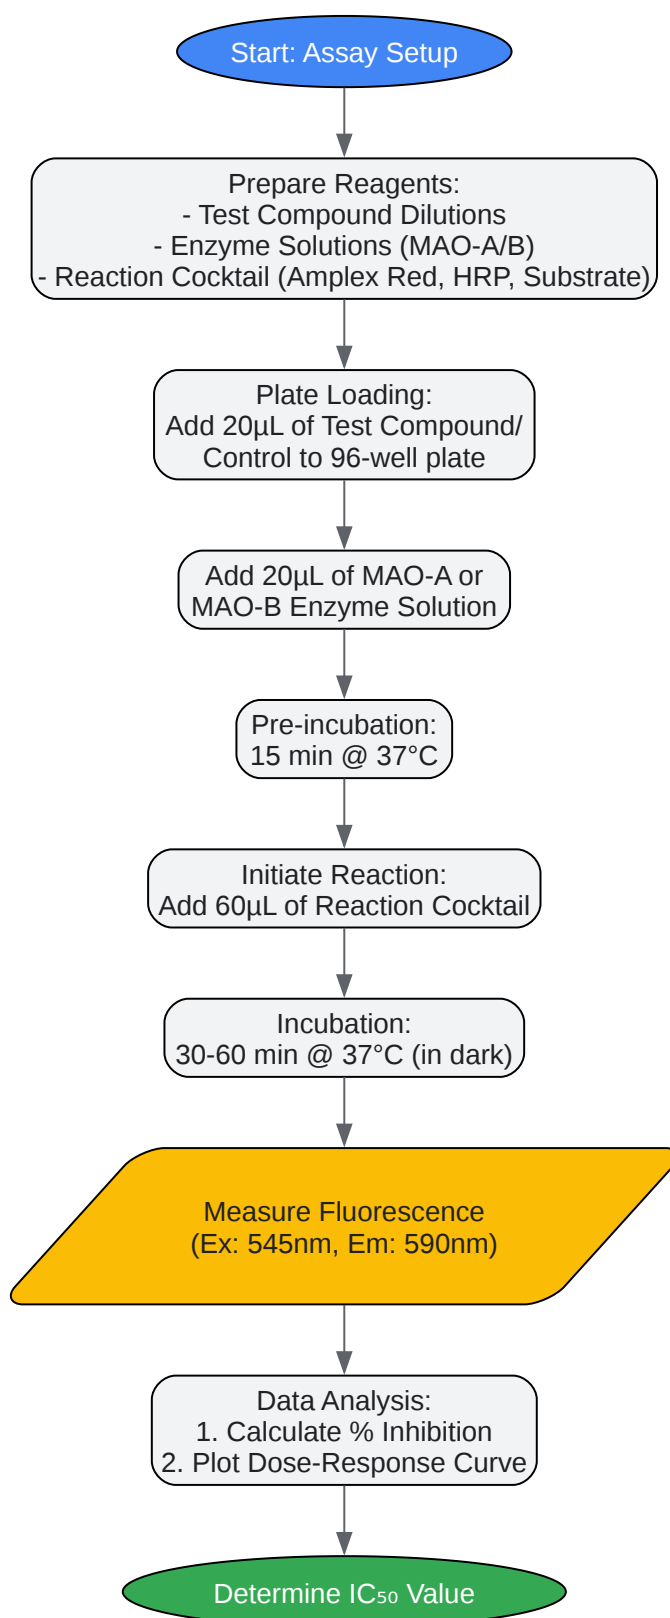 Start: Assay Setup
Prepare Reagents:
- Test Compound Dilutions
- Enzyme Solutions (MAO-A/B)
- Reaction Cocktail (Amplex Red, HRP, Substrate)
Plate Loading:
Add 20µL of Test Compound/
Control to 96-well plate
Add 20µL of MAO-A or
MAO-B Enzyme Solution
Pre-incubation:
15 min @ 37°C
Initiate Reaction:
Add 60µL of Reaction Cocktail
Incubation:
30-60 min @ 37°C (in dark)
Measure Fluorescence
(Ex: 545nm, Em: 590nm)
Data Analysis:
1. Calculate % Inhibition
2. Plot Dose-Response Curve
Determine IC₅₀ Value